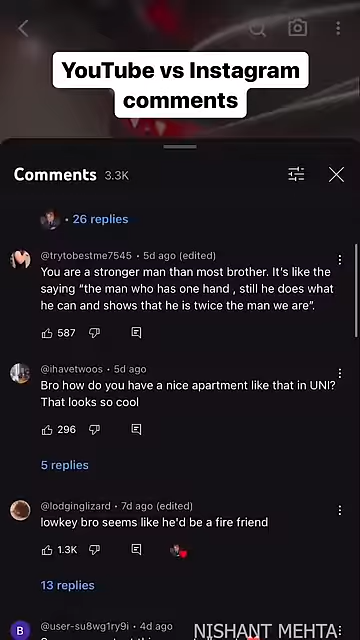 YouTube vs Instagram
comments
Comments 3.3K
• 26 replies
@trytobestme7545 • 5d ago (edited)
You are a stronger man than most brother. It's like the
saying “the man who has one hand , still he does what
he can and shows that he is twice the man we are”.
587
@ihavetwoos • 5d ago
Bro how do you have a nice apartment like that in UNI?
That looks so cool
296
5 replies
@lodginglizard • 7d ago (edited)
lowkey bro seems like he'd be a fire friend
1.3K
13 replies
B @user-su8wg1ry9i • 4d ago
NISHANT MEHTA